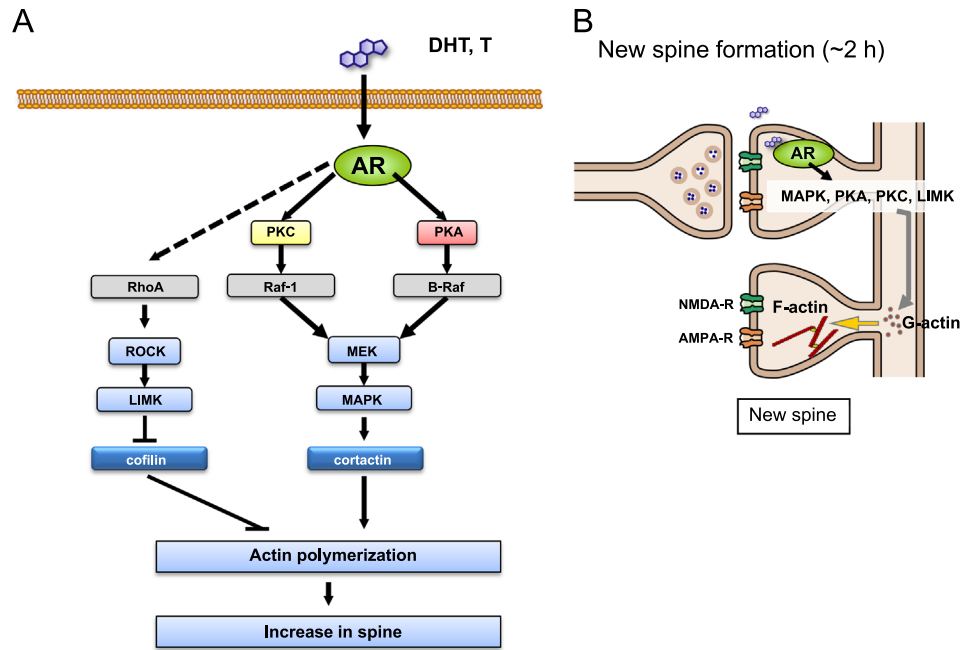 A
DHT, T
AR
PKC
PKA
RhoA
Raf-1
B-Raf
ROCK
MEK
LIMK
MAPK
cofilin
cortactin
Actin polymerization
Increase in spine
B
New spine formation (~2 h)
AR
MAPK, PKA, PKC, LIMK
NMDA-R
F-actin
G-actin
AMPA-R
New spine